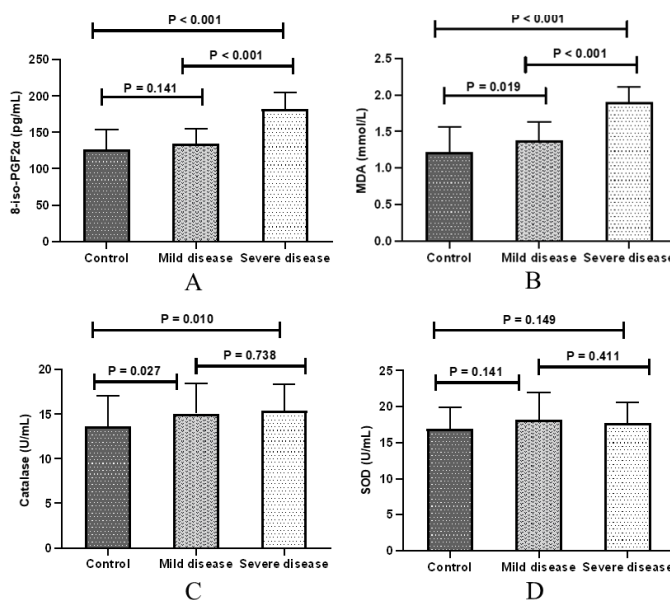 P < 0.001
P < 0.001
P = 0.141
8-iso-PGF2α (pg/mL)
250
200
150
100
50
0
Control Mild disease Severe disease
A
P < 0.001
P < 0.001
P = 0.019
MDA (mmol/L)
2.5
2.0
1.5
1.0
0.5
0.0
Control Mild disease Severe disease
B
P = 0.010
P = 0.738
P = 0.027
Catalase (U/mL)
20
15
10
5
0
Control Mild disease Severe disease
C
P = 0.149
P = 0.411
P = 0.141
SOD (U/mL)
25
20
15
10
5
0
Control Mild disease Severe disease
D